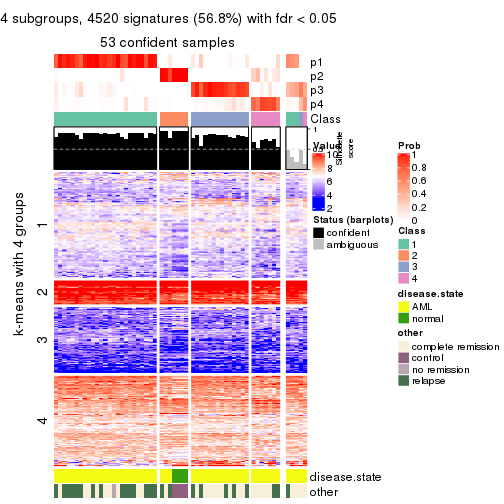 4 subgroups, 4520 signatures (56.8%) with fdr < 0.05
53 confident samples
p1
p2
p3
p4
Class
1
Silhouette
score
Value
10
8
6
4
2
Prob
1
0.8
0.6
0.4
0.2
0
Status (barplots)
confident
ambiguous
Class
1
2
3
4
disease.state
AML
normal
other
complete remission
control
no remission
relapse
k-means with 4 groups
1
2
3
4
disease.state
other